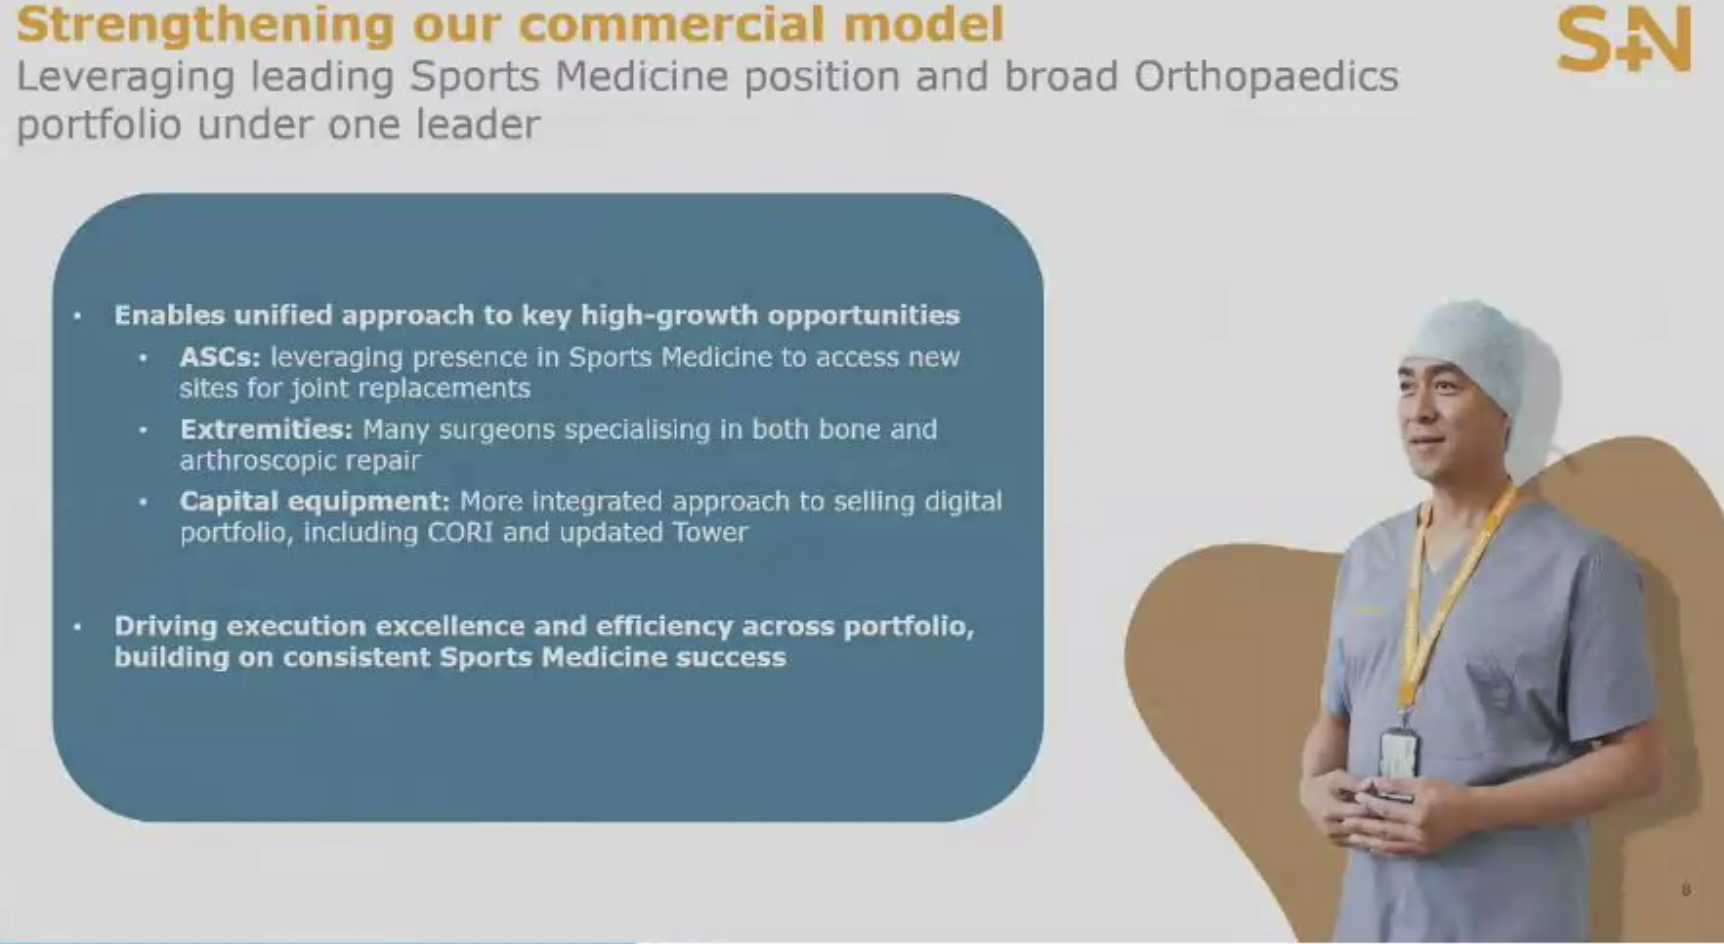 Strengthening our commercial model
S+N
Leveraging leading Sports Medicine position and broad Orthopaedics
portfolio under one leader
• Enables unified approach to key high-growth opportunities
• ASCs: leveraging presence in Sports Medicine to access new
sites for joint replacements
• Extremities: Many surgeons specialising in both bone and
arthroscopic repair
• Capital equipment: More integrated approach to selling digital
portfolio, including CORI and updated Tower
• Driving execution excellence and efficiency across portfolio,
building on consistent Sports Medicine success
8